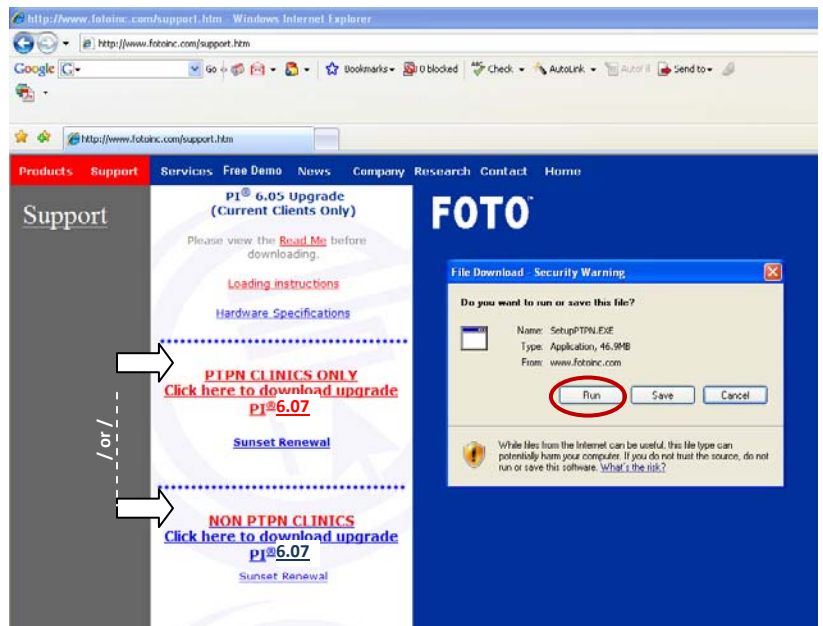 http://www.fotoinc.com/support.htm - Windows Internet Explorer
http://www.fotoinc.com/support.htm
Google G Go Bookmarks 0 blocked Check AutoLink AutoFill Send to
http://www.fotoinc.com/support.htm
Products Support Services Free Demo News Company Research Contact Home
Support
PI® 6.05 Upgrade
(Current Clients Only)
Please view the Read Me before
downloading.
Loading instructions
Hardware Specifications
PTPN CLINICS ONLY
Click here to download upgrade
PI®6.07
Sunset Renewal
/ or /
NON PTPN CLINICS
Click here to download upgrade
PI®6.07
Sunset Renewal
FOTO™
File Download - Security Warning
Do you want to run or save this file?
Name: SetupPTPN.EXE
Type: Application, 46.9MB
From: www.fotoinc.com
Run Save Cancel
While files from the Internet can be useful, this file type can
potentially harm your computer. If you do not trust the source, do not
run or save this software. What's the risk?